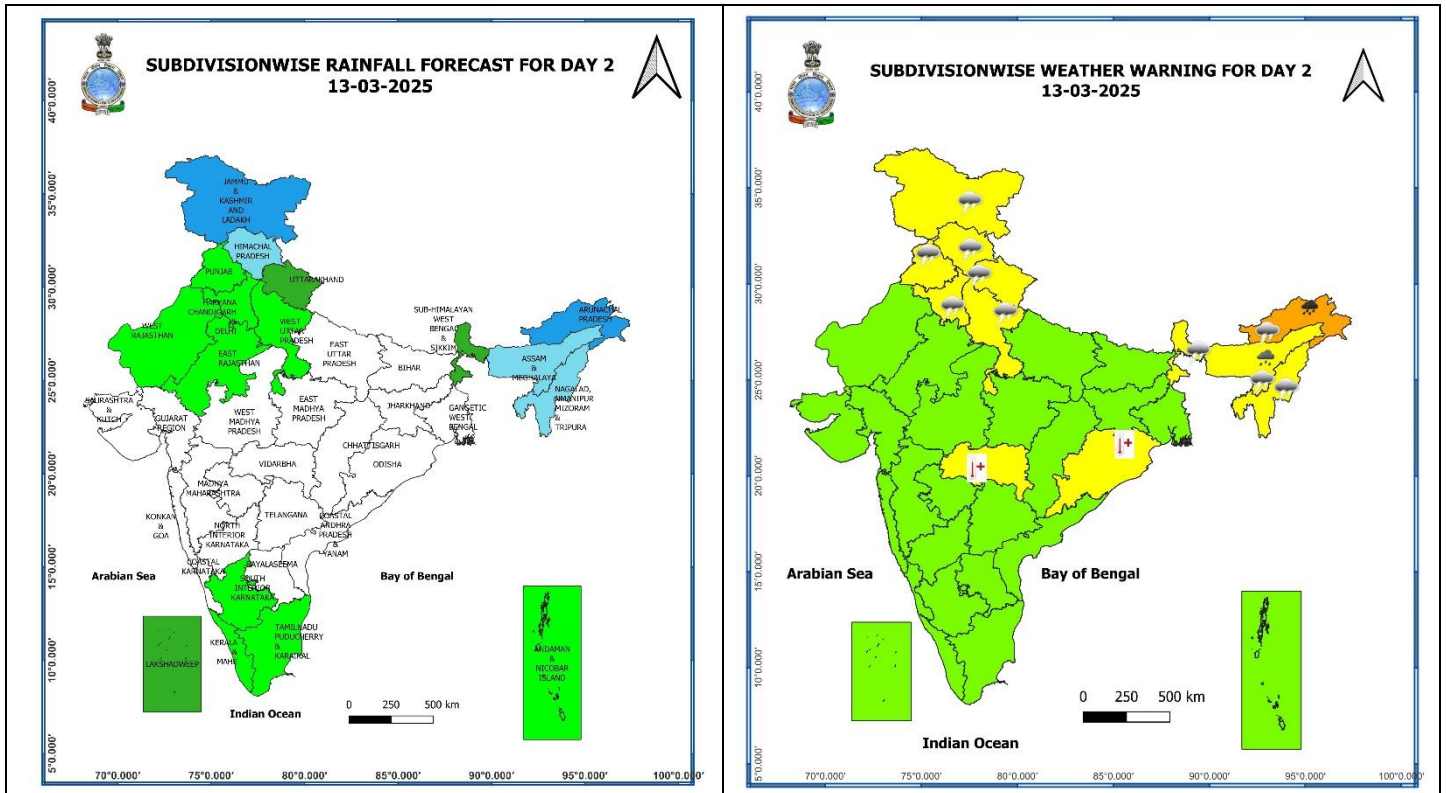 SUBDIVISIONWISE RAINFALL FORECAST FOR DAY 2
13-03-2025
40°0.000'
35°0.000'
30°0.000'
25°0.000'
20°0.000'
15°0.000'
10°0.000'
5°0.000'
JAMMU
&
KASHMIR
AND
LADAKH
HIMACHAL
PRADESH
PUNJAB
UTTARAKHAND
HARYANA
CHANDIGARH
&
DELHI
WEST
RAJASTHAN
WEST
UTTAR
PRADESH
EAST
RAJASTHAN
EAST
UTTAR
PRADESH
SUB-HIMALAYAN
WEST
BENGAL
&
SIKKIM
ARUNACHAL
PRADESH
ASSAM
&
MEGHALAYA
BIHAR
SAURASHTRA
&
KUTCH
GUJARAT
REGION
WEST
MADHYA
PRADESH
EAST
MADHYA
PRADESH
JHARKHAND
GANGETIC
WEST
BENGAL
MANIPUR
MIZORAM
&
TRIPURA
CHHATTISGARH
ODISHA
VIDARBHA
MADHYA
MAHARASHTRA
KONKAN
&
GOA
TELANGANA
NORTH
INTERIOR
KARNATAKA
COASTAL
ANDHRA
PRADESH
&
YANAM
COASTAL
KARNATAKA
RAYALASEEMA
SOUTH
INTERIOR
KARNATAKA
Arabian Sea
Bay of Bengal
TAMILNADU
PUDUCHERRY
&
KARAIKAL
KERALA
&
MAHE
LAKSHADWEEP
ANDAMAN
&
NICOBAR
ISLAND
0 250 500 km
Indian Ocean
70°0.000' 75°0.000' 80°0.000' 85°0.000' 90°0.000' 95°0.000' 100°0.000'
SUBDIVISIONWISE WEATHER WARNING FOR DAY 2
13-03-2025
40°0.000'
35°0.000'
30°0.000'
25°0.000'
20°0.000'
15°0.000'
10°0.000'
5°0.000'
Arabian Sea
Bay of Bengal
0 250 500 km
Indian Ocean
70°0.000' 75°0.000' 80°0.000' 85°0.000' 90°0.000' 95°0.000' 100°0.000'